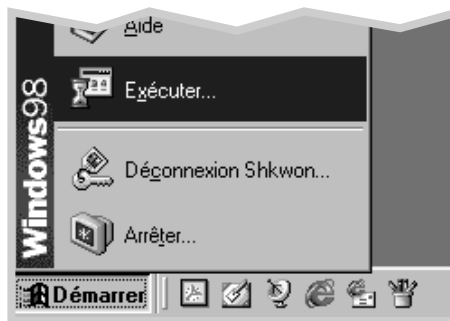 Aide
Exécuter...
Déconnexion Shkwon...
Arrêter...
Windows98
Démarrer